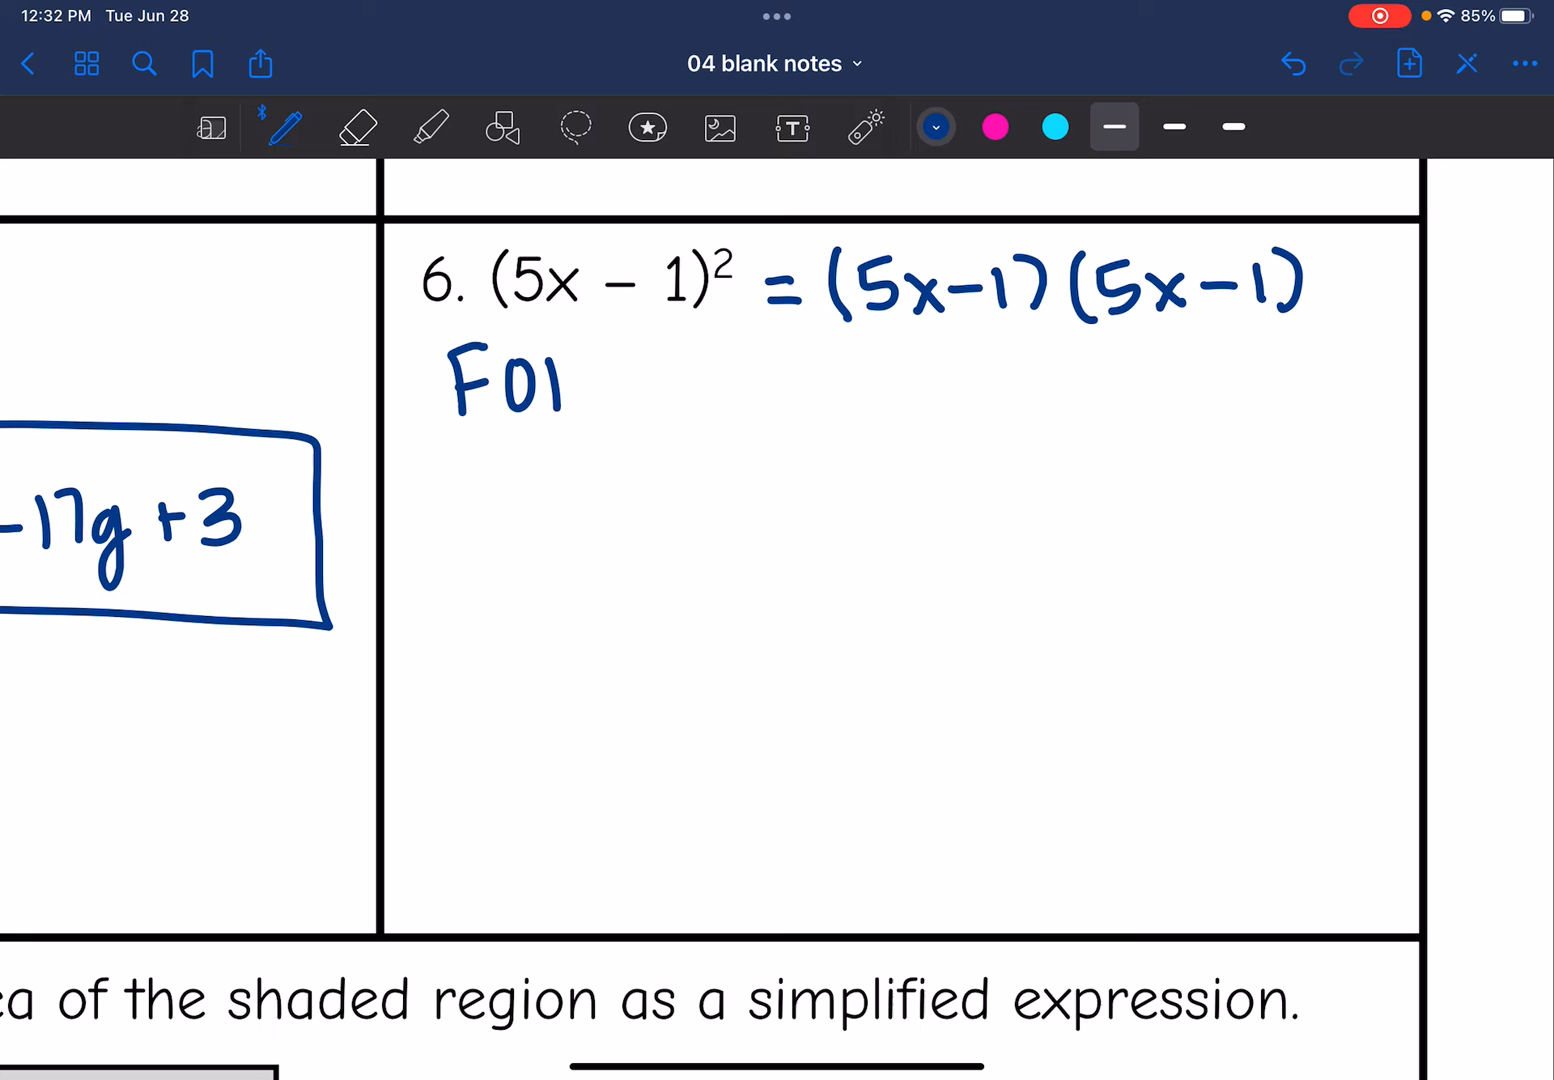 12:32 PM Tue Jun 28
85%
04 blank notes
T
6. (5x – 1)² = (5x-1)(5x-1)
FOI
-17g +3
ea of the shaded region as a simplified expression.